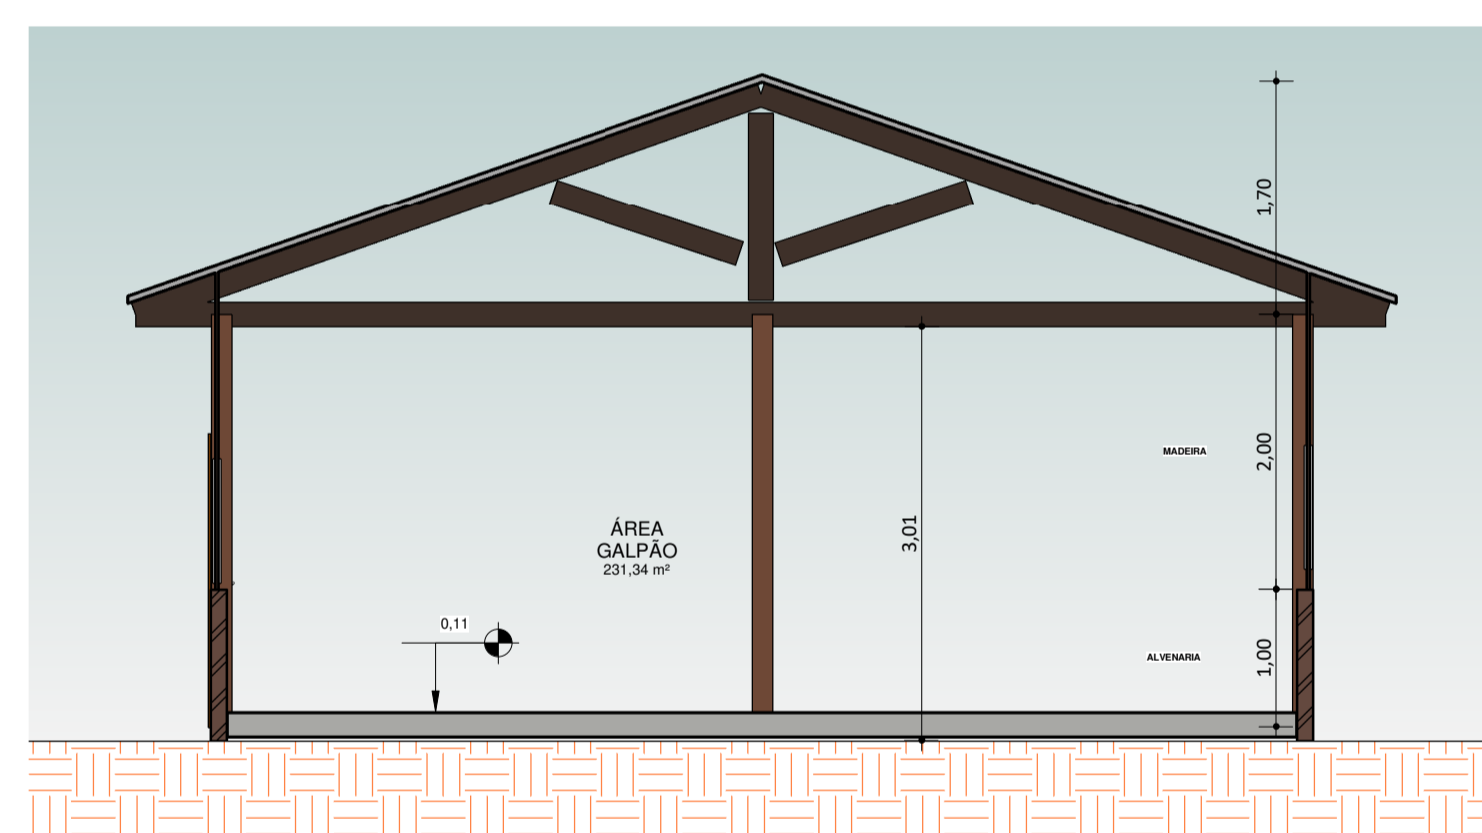 1,70
2,00
MADEIRA
3,01
ÁREA
GALPÃO
231,34 m²
0,11
1,00
ALVENARIA